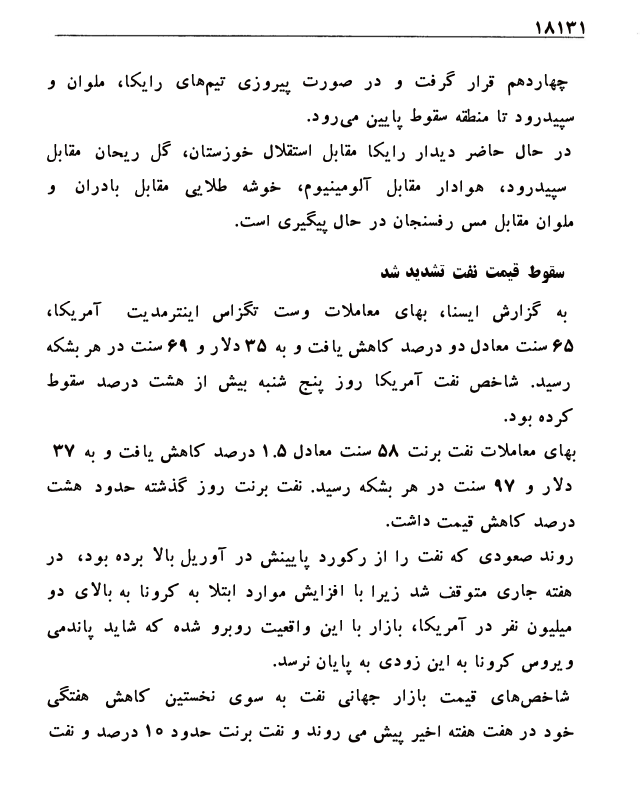 ۱۸۱۳۱
چهاردهم قرار گرفت و در صورت پیروزی تیم‌های رایکا، ملوان و
سپیدرود تا منطقه سقوط پایین می‌رود.
در حال حاضر دیدار رایکا مقابل استقلال خوزستان، گل ریحان مقابل
سپیدرود، هوادار مقابل آلومینیوم، خوشه طلایی مقابل بادران و
ملوان مقابل مس رفسنجان در حال پیگیری است.
سقوط قیمت نفت تشدید شد
به گزارش ایسنا، بهای معاملات وست تگزاس اینترمدیت آمریکا،
۶۵ سنت معادل دو درصد کاهش یافت و به ۳۵ دلار و ۶۹ سنت در هر بشکه
رسید. شاخص نفت آمریکا روز پنج شنبه بیش از هشت درصد سقوط
کرده بود.
بهای معاملات نفت برنت ۵۸ سنت معادل ۱.۵ درصد کاهش یافت و به ۳۷
دلار و ۹۷ سنت در هر بشکه رسید. نفت برنت روز گذشته حدود هشت
درصد کاهش قیمت داشت.
روند صعودی که نفت را از رکورد پایینش در آوریل بالا برده بود، در
هفته جاری متوقف شد زیرا با افزایش موارد ابتلا به کرونا به بالای دو
میلیون نفر در آمریکا، بازار با این واقعیت روبرو شده که شاید پاندمی
ویروس کرونا به این زودی به پایان نرسد.
شاخص‌های قیمت بازار جهانی نفت به سوی نخستین کاهش هفتگی
خود در هفت هفته اخیر پیش می روند و نفت برنت حدود ۱۰ درصد و نفت